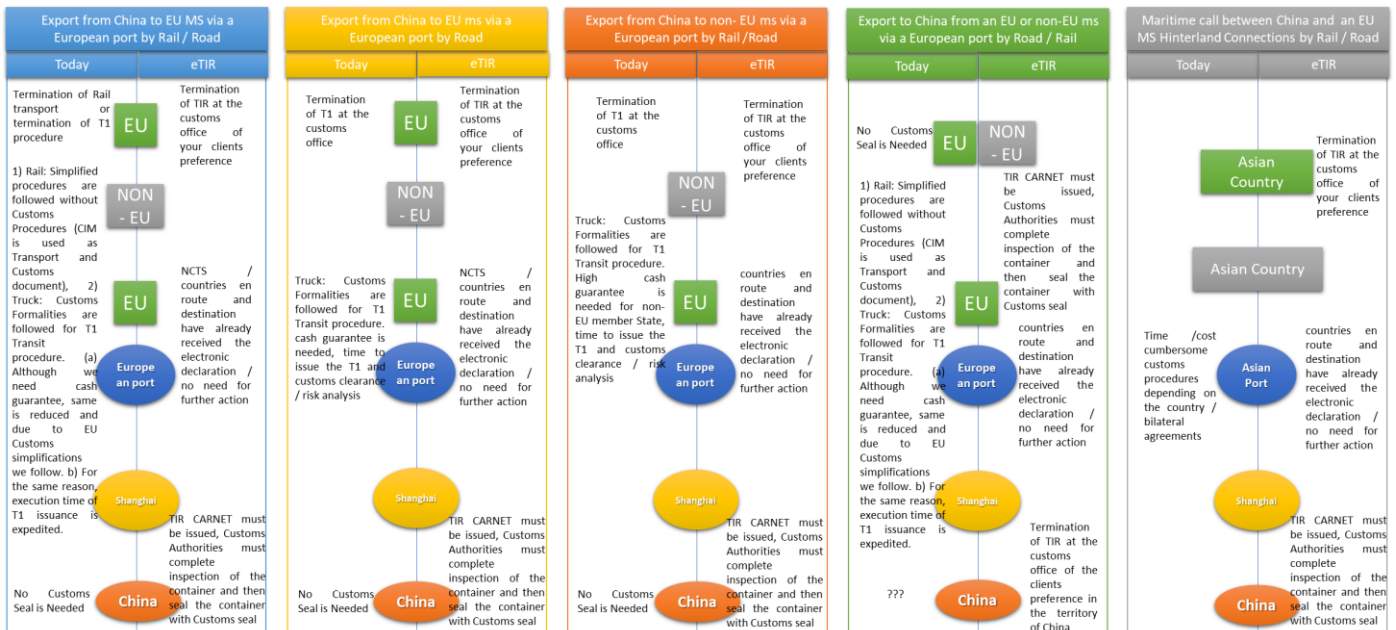 Export from China to EU MS via a
European port by Rail / Road
Today
eTIR
Termination of Rail
transport or
termination of T1
procedure
EU
Termination
of TIR at the
customs
office of
your clients
preference
1) Rail: Simplified
procedures are
followed without
Customs
Procedures (CIM
is used as
Transport and
Customs
document), 2)
Truck: Customs
Formalities are
followed for T1
Transit
procedure. (a)
Although we
need cash
guarantee, same
is reduced and
due to EU
Customs
simplifications
we follow. b) For
the same reason,
execution time of
T1 issuance is
expedited.
NON
- EU
EU
NCTS /
countries en
route and
destination
have already
received the
electronic
declaration /
no need for
further action
Europe
an port
Shanghai
TIR CARNET must
be issued, Customs
Authorities must
complete
inspection of the
container and then
seal the container
with Customs seal
No Customs
Seal is Needed
China
Export from China to EU ms via a
European port by Road
Today
eTIR
Termination
of T1 at the
customs
office
EU
Termination
of TIR at the
customs
office of
your clients
preference
NON
- EU
Truck: Customs
Formalities are
followed for T1
Transit procedure.
cash guarantee is
needed, time to
issue the T1 and
customs clearance
/ risk analysis
EU
NCTS /
countries en
route and
destination
have already
received the
electronic
declaration /
no need for
further action
Europe
an port
Shanghai
TIR CARNET must
be issued, Customs
Authorities must
complete
inspection of the
container and then
seal the container
with Customs seal
No Customs
Seal is Needed
China
Export from China to non- EU ms via a
European port by Rail /Road
Today
eTIR
Termination
of T1 at the
customs
office
Termination
of TIR at the
customs
office of
your clients
preference
NON
- EU
Truck: Customs
Formalities are
followed for T1
Transit procedure.
High cash
guarantee is
needed for non-
EU member State,
time to issue the
T1 and customs
clearance / risk
analysis
EU
countries en
route and
destination
have already
received the
electronic
declaration /
no need for
further action
Europe
an port
Shanghai
TIR CARNET must
be issued, Customs
Authorities must
complete
inspection of the
container and then
seal the container
with Customs seal
No Customs
Seal is Needed
China
Export to China from an EU or non-EU ms
via a European port by Road / Rail
Today
eTIR
No Customs
Seal is Needed
EU
NON
- EU
1) Rail: Simplified
procedures are
followed without
Customs
Procedures (CIM
is used as
Transport and
Customs
document), 2)
Truck: Customs
Formalities are
followed for T1
Transit
procedure. (a)
Although we
need cash
guarantee, same
is reduced and
due to EU
Customs
simplifications
we follow. b) For
the same reason,
execution time of
T1 issuance is
expedited.
TIR CARNET must
be issued,
Customs
Authorities must
complete
inspection of the
container and
then seal the
container with
Customs seal
EU
countries en
route and
destination
have already
received the
electronic
declaration /
no need for
further action
Europe
an port
Shanghai
Termination of
TIR at the
customs office
of the clients
preference in
the territory
of China
???
China
Maritime call between China and an EU
MS Hinterland Connections by Rail / Road
Today
eTIR
Asian
Country
Termination
of TIR at the
customs
office of
your clients
preference
Asian Country
Time /cost
cumbersome
customs
procedures
depending on
the country /
bilateral
agreements
Asian
Port
countries en
route and
destination
have already
received the
electronic
declaration /
no need for
further action
Shanghai
TIR CARNET must
be issued, Customs
Authorities must
complete
inspection of the
container and then
seal the container
with Customs seal
China